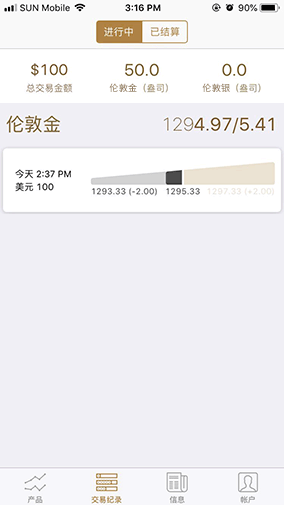 SUN Mobile 3:16 PM 90%
进行中 已结算
$100 50.0 0.0
总交易金额 伦敦金（盎司） 伦敦银（盎司）
伦敦金 1294.97/5.41
今天 2:37 PM
美元 100
1293.33 (-2.00) 1295.33 1297.33 (+2.00)
产品 交易纪录 信息 帐户